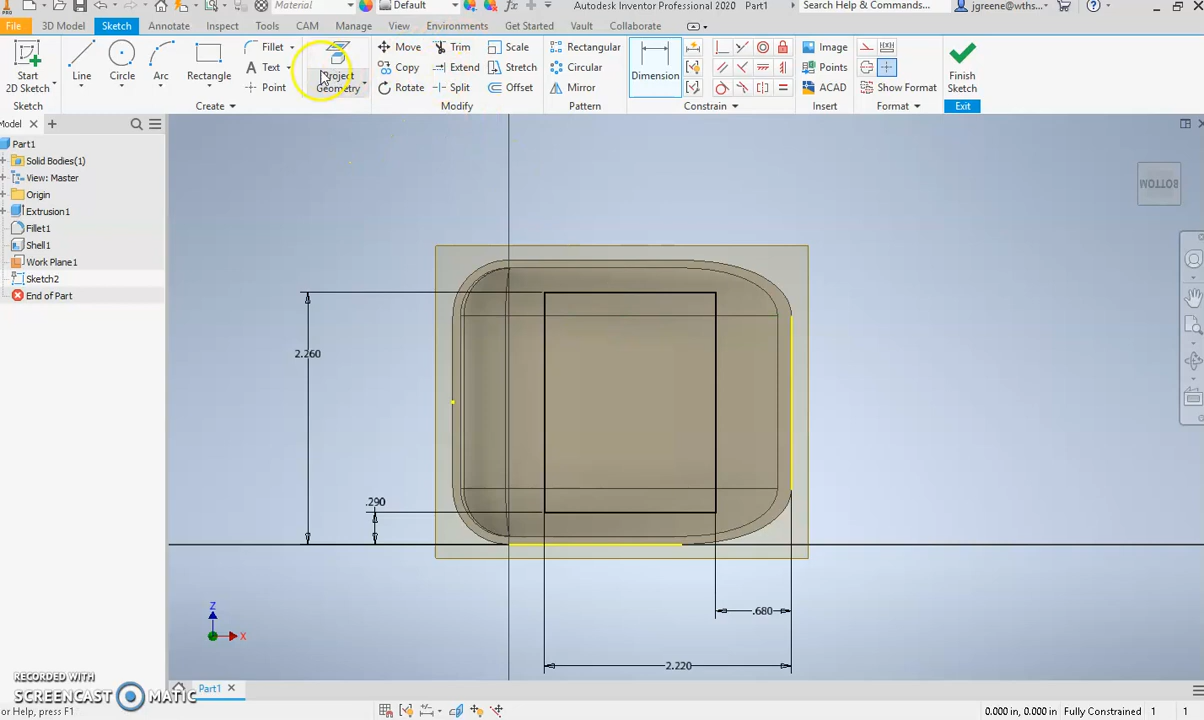 Material
Default
Autodesk Inventor Professional 2020 Part1
Search Help & Commands...
jgreene@wths...
File
3D Model
Sketch
Annotate
Inspect
Tools
CAM
Manage
View
Environments
Get Started
Vault
Collaborate
Start
2D Sketch
Line
Circle
Arc
Rectangle
Fillet
Text
Point
Project
Geometry
Move
Copy
Rotate
Trim
Extend
Split
Scale
Stretch
Offset
Rectangular
Circular
Mirror
Dimension
Image
Points
ACAD
Show Format
Finish
Sketch
Sketch
Create
Modify
Pattern
Constrain
Insert
Format
Exit
Model
Part1
Solid Bodies(1)
View: Master
Origin
Extrusion1
Fillet1
Shell1
Work Plane1
Sketch2
End of Part
BOTTOM
2.260
.290
.680
2.220
Z
X
RECORDED WITH
SCREENCAST
MATIC
Part1
or Help, press F1
0.000 in, 0.000 in
Fully Constrained
1
1